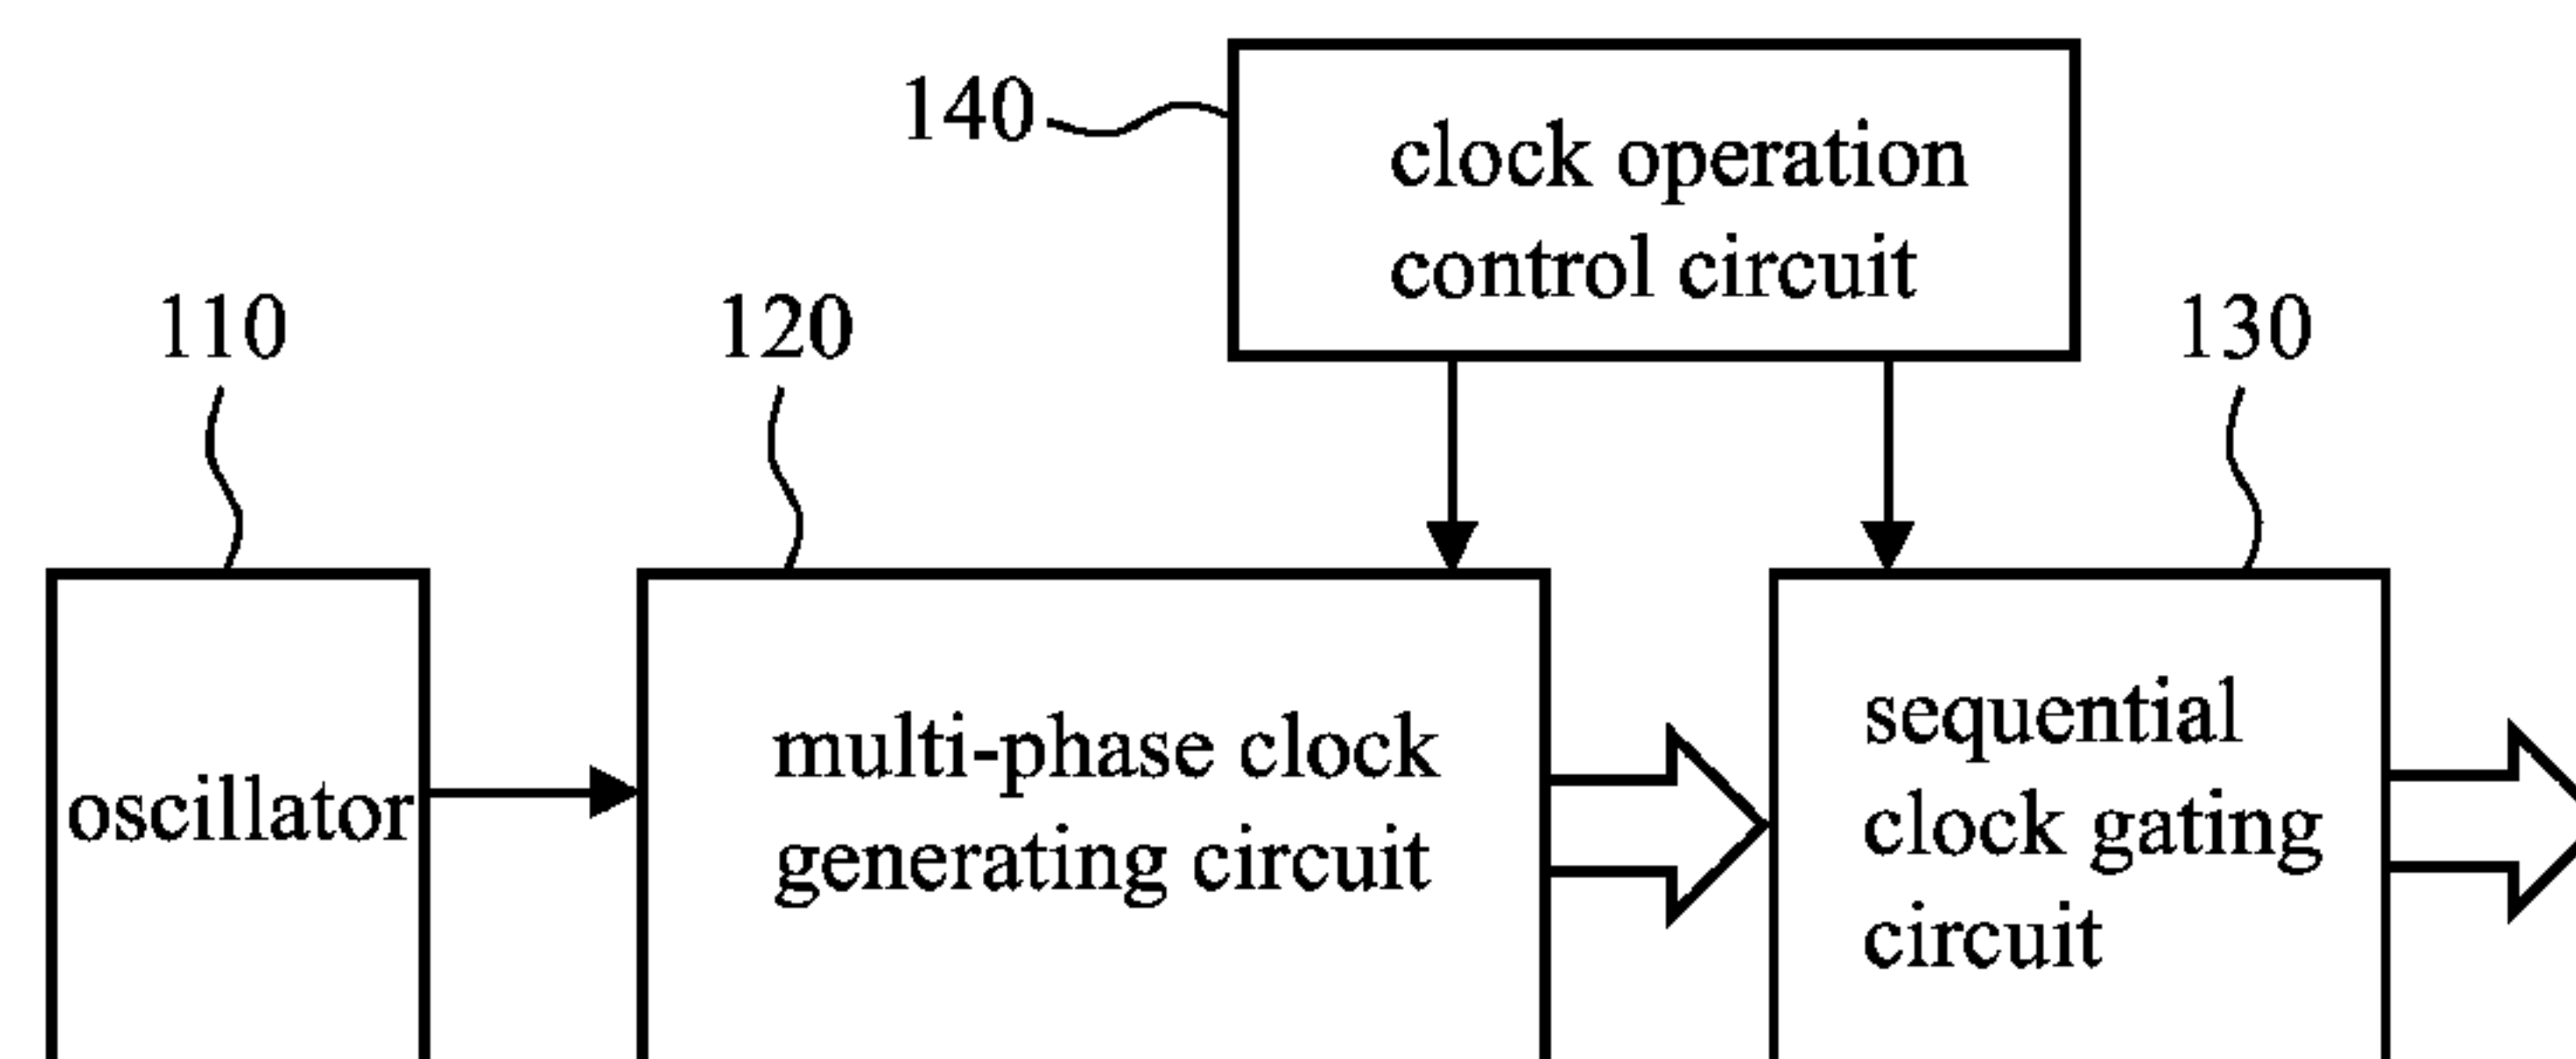 140
clock operation
control circuit
110
120
130
oscillator
multi-phase clock
generating circuit
sequential
clock gating
circuit